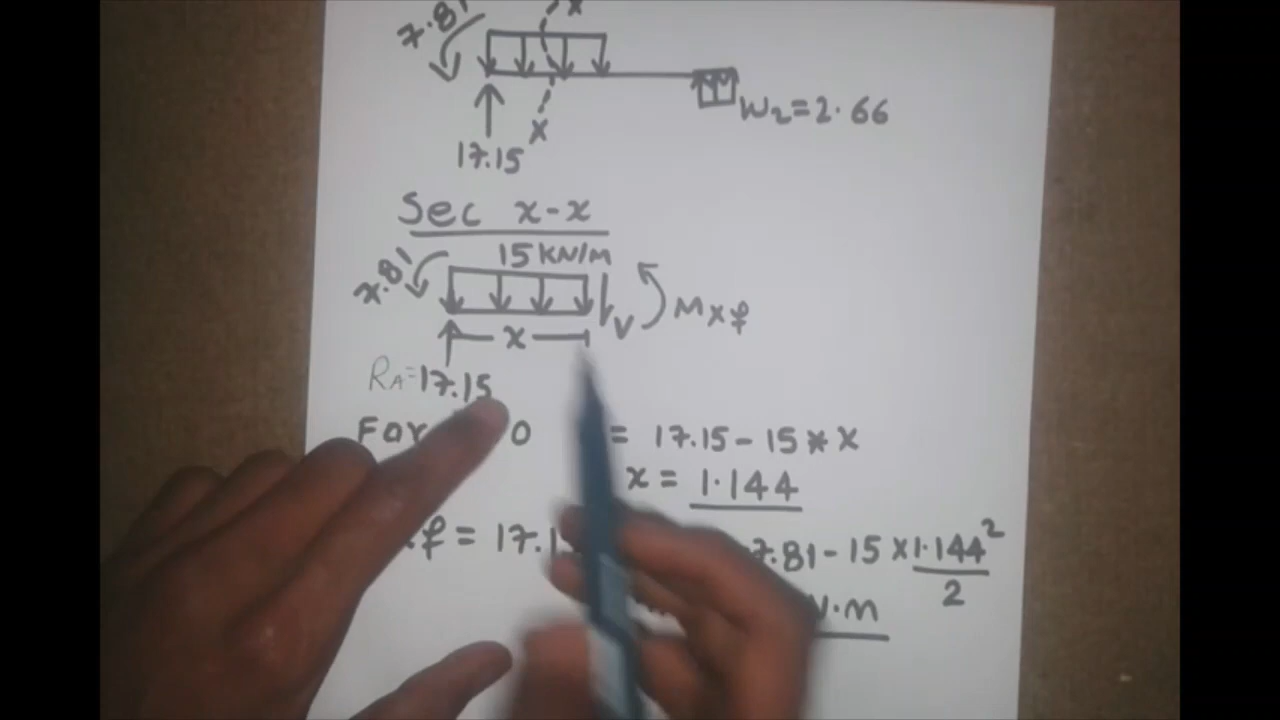 7.81
x
W2=2.66
x
17.15
Sec x-x
15 KN/M
7.81
V
Mxf
x
RA=17.15
For 0 = 17.15-15*x
x = 1.144
f = 17.1 7.81-15×1.144²
2
N·m